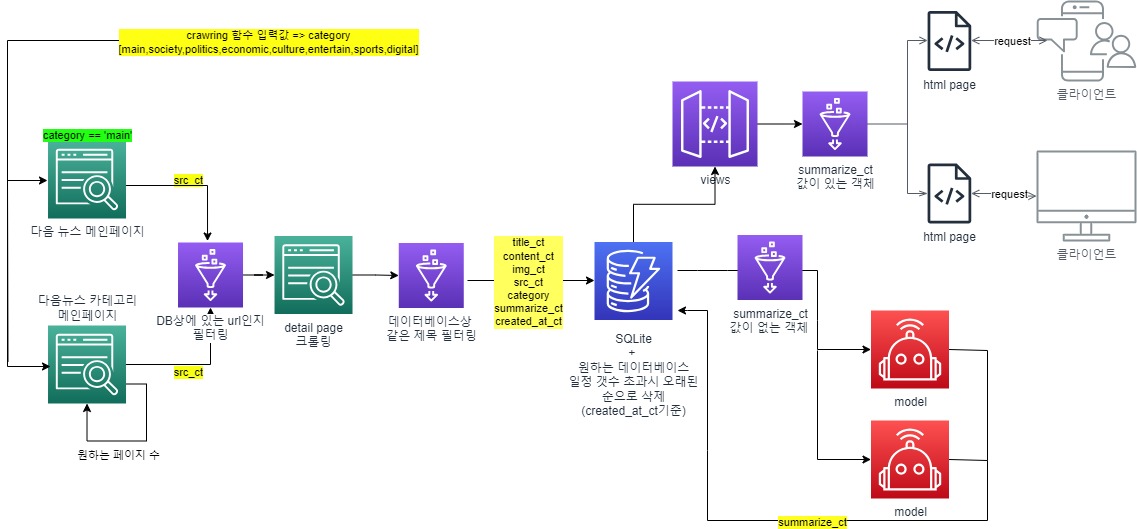 crawring 함수 입력값 => category
[main,society,politics,economic,culture,entertain,sports,digital]
category == 'main'
다음 뉴스 메인페이지
src_ct
다음뉴스 카테고리
메인페이지
src_ct
원하는 페이지 수
DB상에 있는 url인지
필터링
detail page
크롤링
데이터베이스상
같은 제목 필터링
title_ct
content_ct
img_ct
src_ct
category
summarize_ct
created_at_ct
SQLite
+
원하는 데이터베이스
일정 갯수 초과시 오래된
순으로 삭제
(created_at_ct기준)
views
summarize_ct
값이 있는 객체
html page
request
클라이언트
html page
request
클라이언트
summarize_ct
값이 없는 객체
model
model
summarize_ct